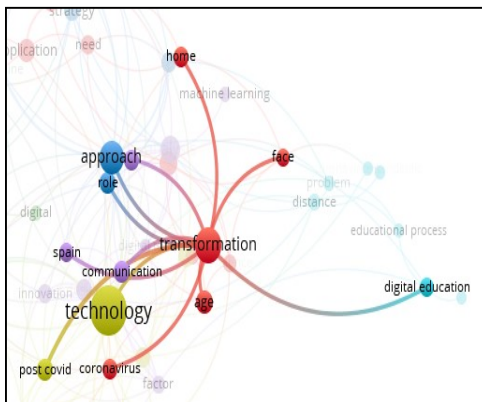 strategy
need
home
machine learning
approach
face
role
problem
distance
digital
transformation
educational process
spain
communication
digital education
innovation
technology
age
post covid
coronavirus
factor